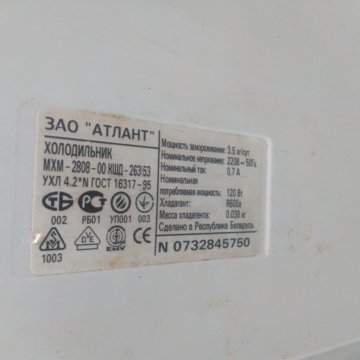 ЗАО "АТЛАНТ"
ХОЛОДИЛЬНИК
МХМ-2808-00 КШД-263\53
УХЛ 4.2*N ГОСТ 16317-95
002 РБ01 УП001 003
1003
Мощность замораживания: 3.5 кг/сут
Номинальное напряжение: 220В~50Гц
Номинальный ток: 0,7 А
Номинальная
потребляемая мощность: 120 Вт
Хладагент: R600a
Масса хладагента: 0.038 кг
Сделано в Республике Беларусь
N 0732845750